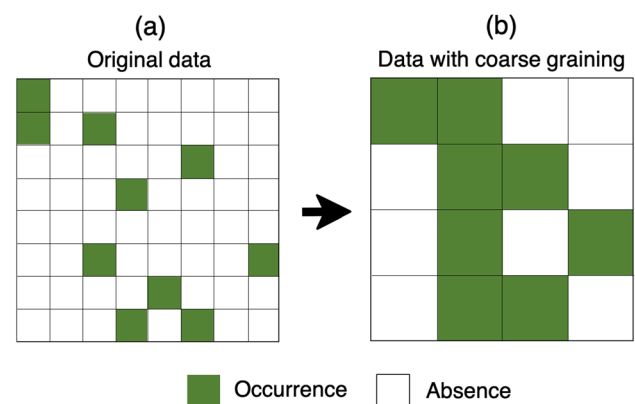 (a)
Original data
(b)
Data with coarse graining
Occurrence
Absence